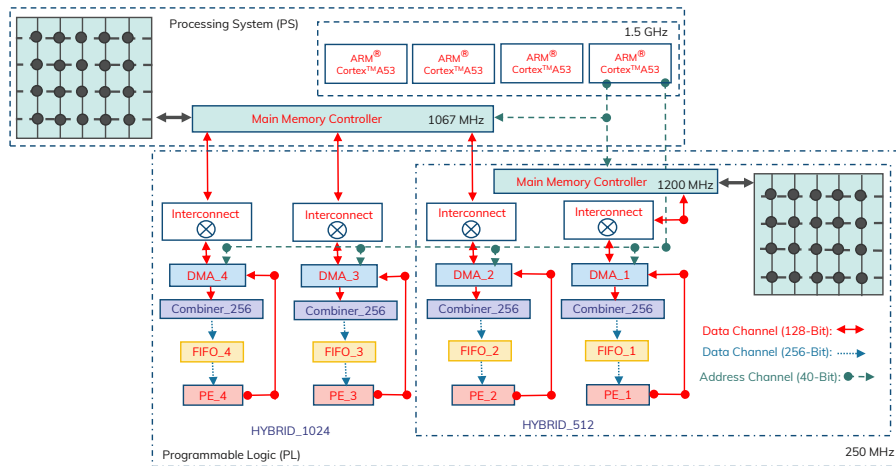 Processing System (PS)
1.5 GHz
ARM® Cortex™A53
ARM® Cortex™A53
ARM® Cortex™A53
ARM® Cortex™A53
Main Memory Controller 1067 MHz
Main Memory Controller
1200 MHz
Interconnect
Interconnect
Interconnect
Interconnect
DMA_4
DMA_3
DMA_2
DMA_1
Combiner_256
Combiner_256
Combiner_256
Combiner_256
FIFO_4
FIFO_3
FIFO_2
FIFO_1
PE_4
PE_3
PE_2
PE_1
Data Channel (128-Bit):
Data Channel (256-Bit):
Address Channel (40-Bit):
HYBRID_1024
HYBRID_512
Programmable Logic (PL)
250 MHz